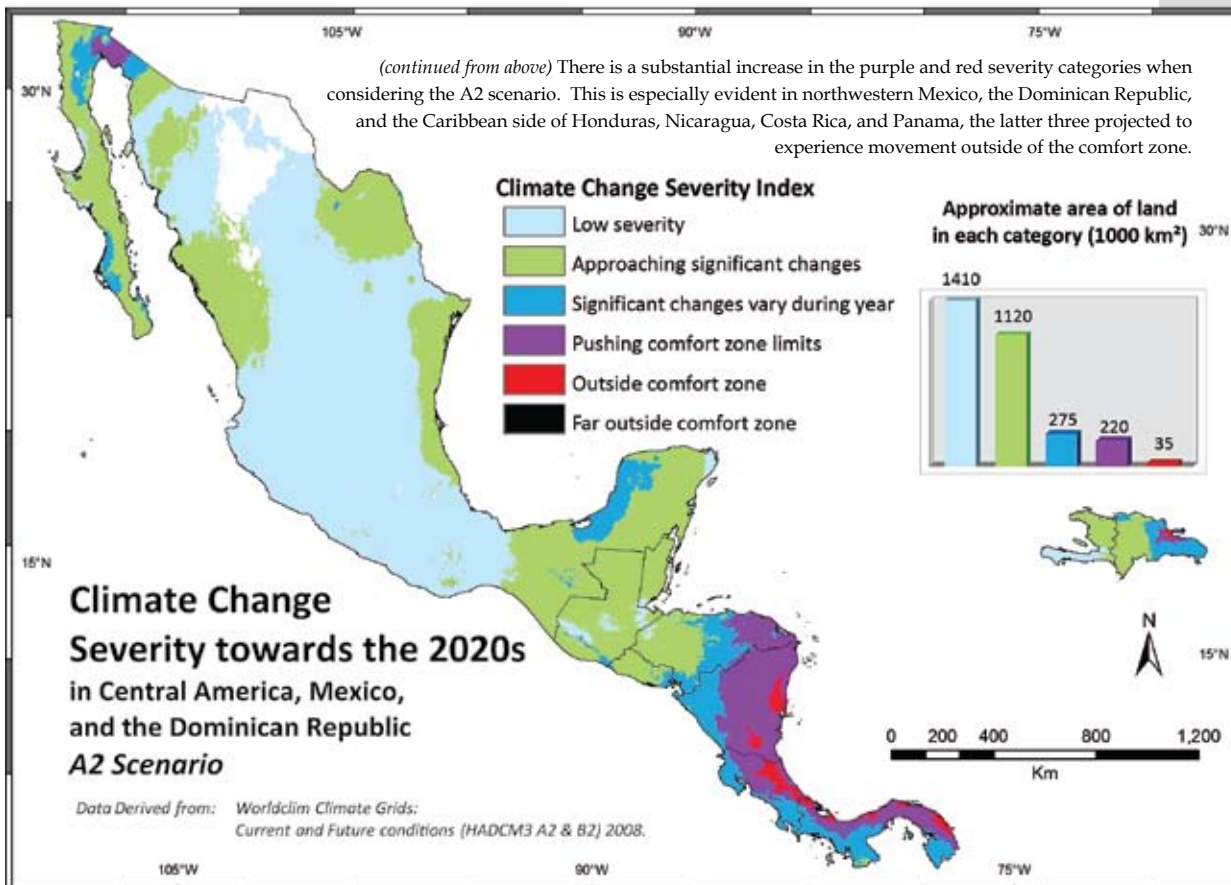 105°W
90°W
75°W
30°N
(continued from above) There is a substantial increase in the purple and red severity categories when
considering the A2 scenario. This is especially evident in northwestern Mexico, the Dominican Republic,
and the Caribbean side of Honduras, Nicaragua, Costa Rica, and Panama, the latter three projected to
experience movement outside of the comfort zone.
Climate Change Severity Index
Low severity
Approaching significant changes
Significant changes vary during year
Pushing comfort zone limits
Outside comfort zone
Far outside comfort zone
Approximate area of land
in each category (1000 km²)
30°N
1410
1120
275
220
35
15°N
Climate Change
Severity towards the 2020s
in Central America, Mexico,
and the Dominican Republic
A2 Scenario
Data Derived from: Worldclim Climate Grids:
Current and Future conditions (HADCM3 A2 & B2) 2008.
N
15°N
0 200 400 800 1,200
Km
105°W
90°W
75°W